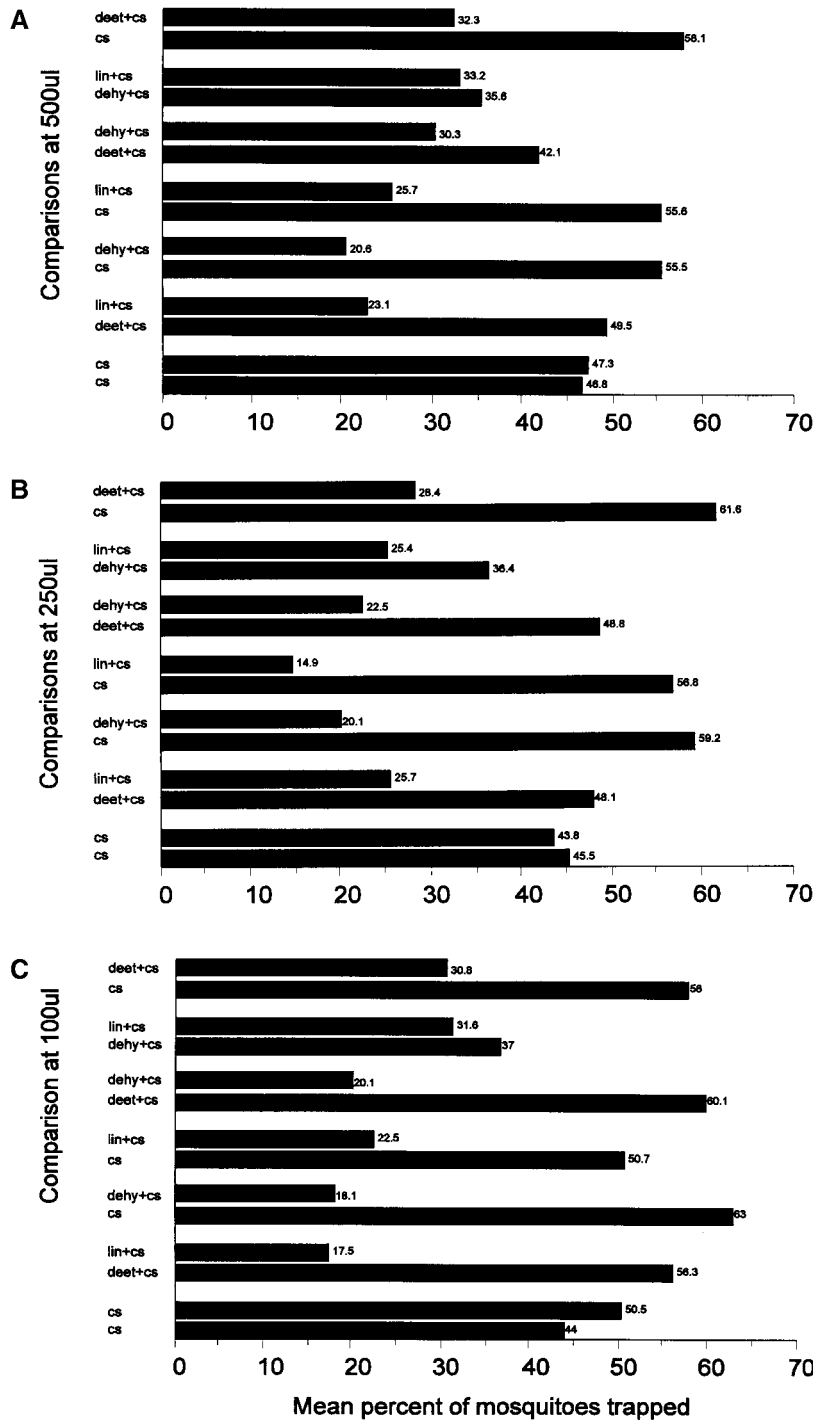 A
Comparisons at 500ul
deet+cs 32.3
cs 58.1
lin+cs 33.2
dehy+cs 35.6
dehy+cs 30.3
deet+cs 42.1
lin+cs 25.7
cs 55.6
dehy+cs 20.6
cs 55.5
lin+cs 23.1
deet+cs 49.5
cs 47.3
cs 46.8
0 10 20 30 40 50 60 70
B
Comparisons at 250ul
deet+cs 28.4
cs 61.6
lin+cs 25.4
dehy+cs 36.4
dehy+cs 22.5
deet+cs 48.8
lin+cs 14.9
cs 56.8
dehy+cs 20.1
cs 59.2
lin+cs 25.7
deet+cs 48.1
cs 43.8
cs 45.5
0 10 20 30 40 50 60 70
C
Comparison at 100ul
deet+cs 30.8
cs 58
lin+cs 31.6
dehy+cs 37
dehy+cs 20.1
deet+cs 60.1
lin+cs 22.5
cs 50.7
dehy+cs 18.1
cs 63
lin+cs 17.5
deet+cs 56.3
cs 50.5
cs 44
0 10 20 30 40 50 60 70
Mean percent of mosquitoes trapped